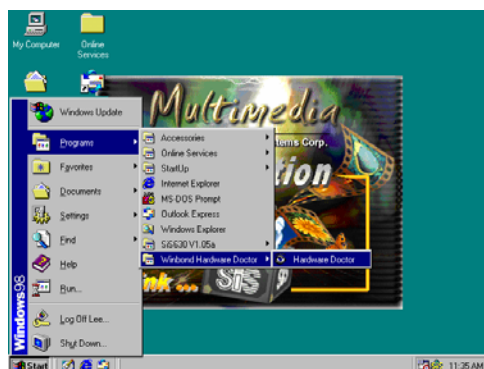 My Computer
Online
Services
Multimedia
tems Corp.
tion
nk ...
SiS
Windows Update
Programs
Favorites
Documents
Settings
Find
Help
Run...
Log Off Lee...
Shut Down...
Windows98
Accessories
Online Services
StartUp
Internet Explorer
MS-DOS Prompt
Outlook Express
Windows Explorer
SiS630 V1.05a
Winbond Hardware Doctor
Hardware Doctor
Start
11:35 AM